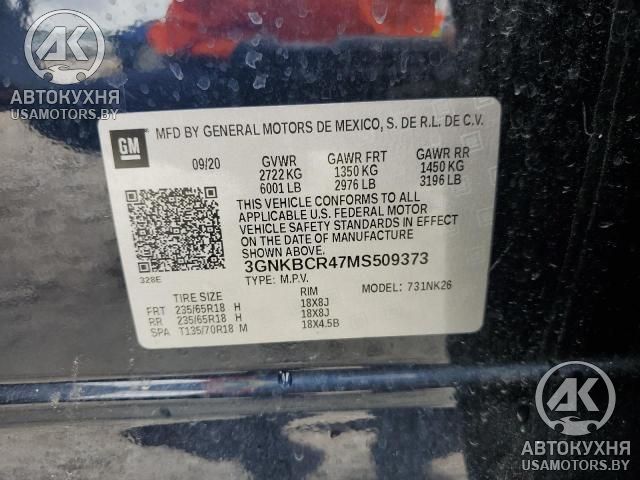 AK
АВТОКУХНЯ
USAMOTORS.BY
GM
MFD BY GENERAL MOTORS DE MEXICO, S. DE R.L. DE C.V.
09/20 GVWR GAWR FRT GAWR RR
2722 KG 1350 KG 1450 KG
6001 LB 2976 LB 3196 LB
THIS VEHICLE CONFORMS TO ALL
APPLICABLE U.S. FEDERAL MOTOR
VEHICLE SAFETY STANDARDS IN EFFECT
ON THE DATE OF MANUFACTURE
SHOWN ABOVE.
3GNKBCR47MS509373
328E TYPE: M.P.V. MODEL: 731NK26
TIRE SIZE RIM
FRT 235/65R18 H 18X8J
RR 235/65R18 H 18X8J
SPA T135/70R18 M 18X4.5B
AK
АВТОКУХНЯ
USAMOTORS.BY